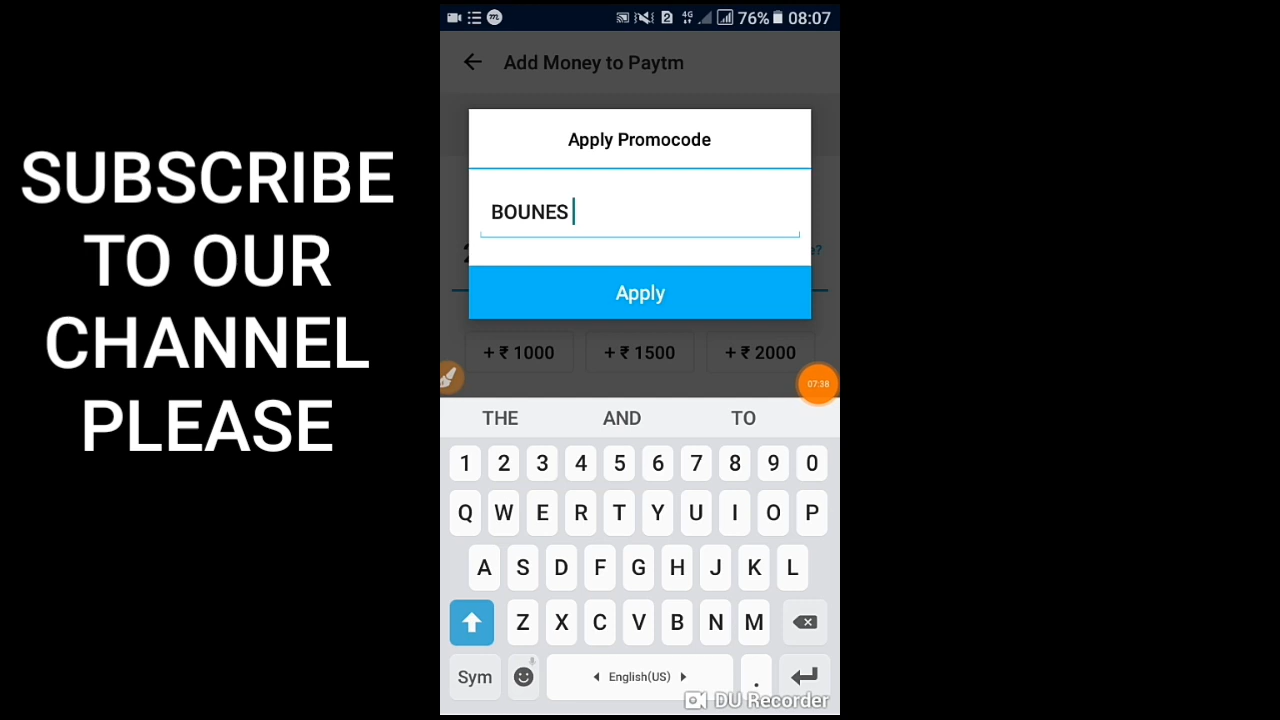 SUBSCRIBE
TO OUR
CHANNEL
PLEASE
2 4G 76% 08:07
Add Money to Paytm
Apply Promocode
BOUNES
e?
Apply
+ ₹ 1000 + ₹ 1500 + ₹ 2000
07:38
THE AND TO
1 2 3 4 5 6 7 8 9 0
Q W E R T Y U I O P
A S D F G H J K L
Z X C V B N M
Sym English(US) .
DU Recorder